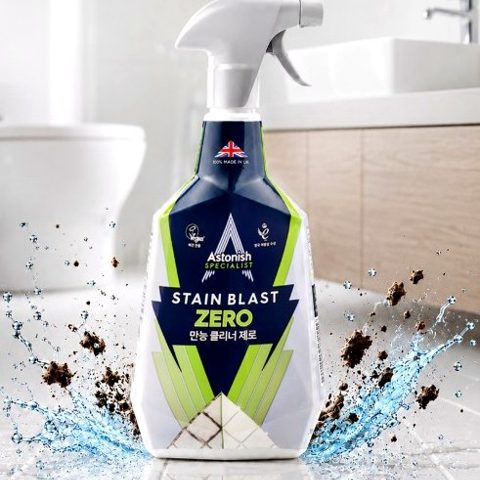 100% MADE IN UK
Astonish
SPECIALIST
STAIN BLAST
ZERO
만능 클리너 제로